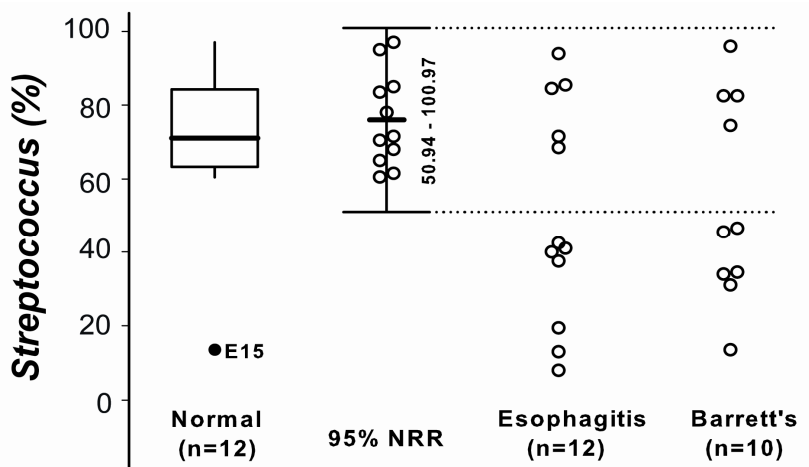 Streptococcus (%)
100
80
60
40
20
0
E15
50.94 - 100.97
Normal
(n=12)
95% NRR
Esophagitis
(n=12)
Barrett's
(n=10)